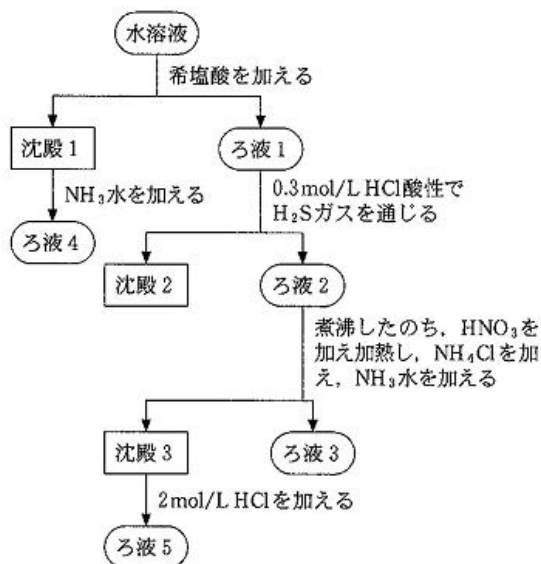 水溶液
希塩酸を加える
沈殿1
ろ液1
NH₃水を加える
0.3mol/L HCl酸性で
H₂Sガスを通じる
ろ液4
沈殿2
ろ液2
煮沸したのち，HNO₃を
加え加熱し，NH₄Clを加
え，NH₃水を加える
沈殿3
ろ液3
2mol/L HClを加える
ろ液5